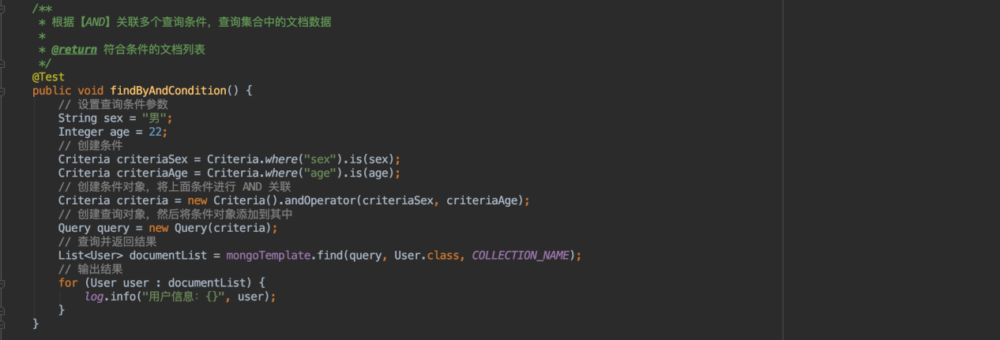 /**
 * 根据【AND】关联多个查询条件，查询集合中的文档数据
 *
 * @return 符合条件的文档列表
 */
@Test
public void findByAndCondition() {
    // 设置查询条件参数
    String sex = "男";
    Integer age = 22;
    // 创建条件
    Criteria criteriaSex = Criteria.where("sex").is(sex);
    Criteria criteriaAge = Criteria.where("age").is(age);
    // 创建条件对象，将上面条件进行 AND 关联
    Criteria criteria = new Criteria().andOperator(criteriaSex, criteriaAge);
    // 创建查询对象，然后将条件对象添加到其中
    Query query = new Query(criteria);
    // 查询并返回结果
    List<User> documentList = mongoTemplate.find(query, User.class, COLLECTION_NAME);
    // 输出结果
    for (User user : documentList) {
        log.info("用户信息：{}", user);
    }
}